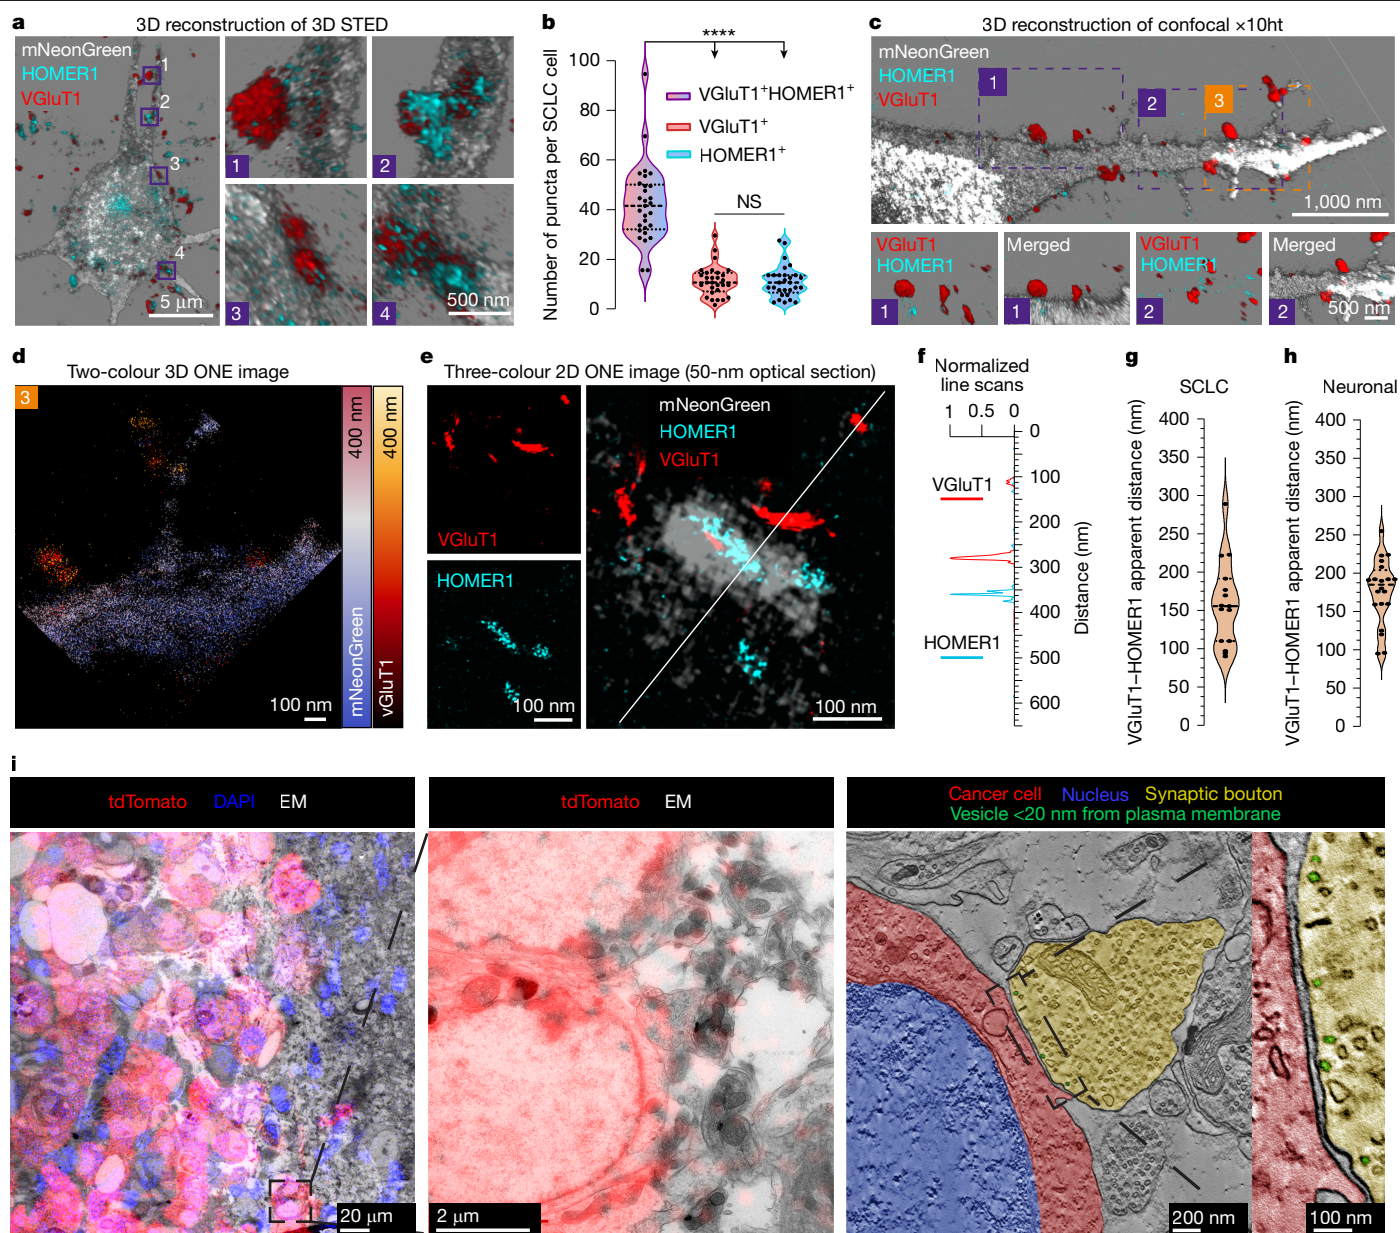 a
3D reconstruction of 3D STED
mNeonGreen
HOMER1
VGluT1
1
2
3
4
5 μm
1
2
3
4
500 nm
b
****
Number of puncta per SCLC cell
100
80
60
40
20
0
VGluT1+HOMER1+
VGluT1+
HOMER1+
NS
c
3D reconstruction of confocal ×10ht
mNeonGreen
HOMER1
VGluT1
1
2
3
1,000 nm
VGluT1
HOMER1
1
Merged
1
VGluT1
HOMER1
2
Merged
2
500 nm
d
Two-colour 3D ONE image
3
400 nm
400 nm
mNeonGreen
vGluT1
100 nm
e
Three-colour 2D ONE image (50-nm optical section)
VGluT1
HOMER1
100 nm
mNeonGreen
HOMER1
VGluT1
100 nm
f
Normalized
line scans
1 0.5 0
0
100
200
300
400
500
600
Distance (nm)
VGluT1
HOMER1
g
SCLC
VGluT1–HOMER1 apparent distance (nm)
400
350
300
250
200
150
100
50
0
h
Neuronal
VGluT1–HOMER1 apparent distance (nm)
400
350
300
250
200
150
100
50
0
i
tdTomato DAPI EM
20 μm
tdTomato EM
2 μm
Cancer cell Nucleus Synaptic bouton
Vesicle <20 nm from plasma membrane
200 nm
100 nm